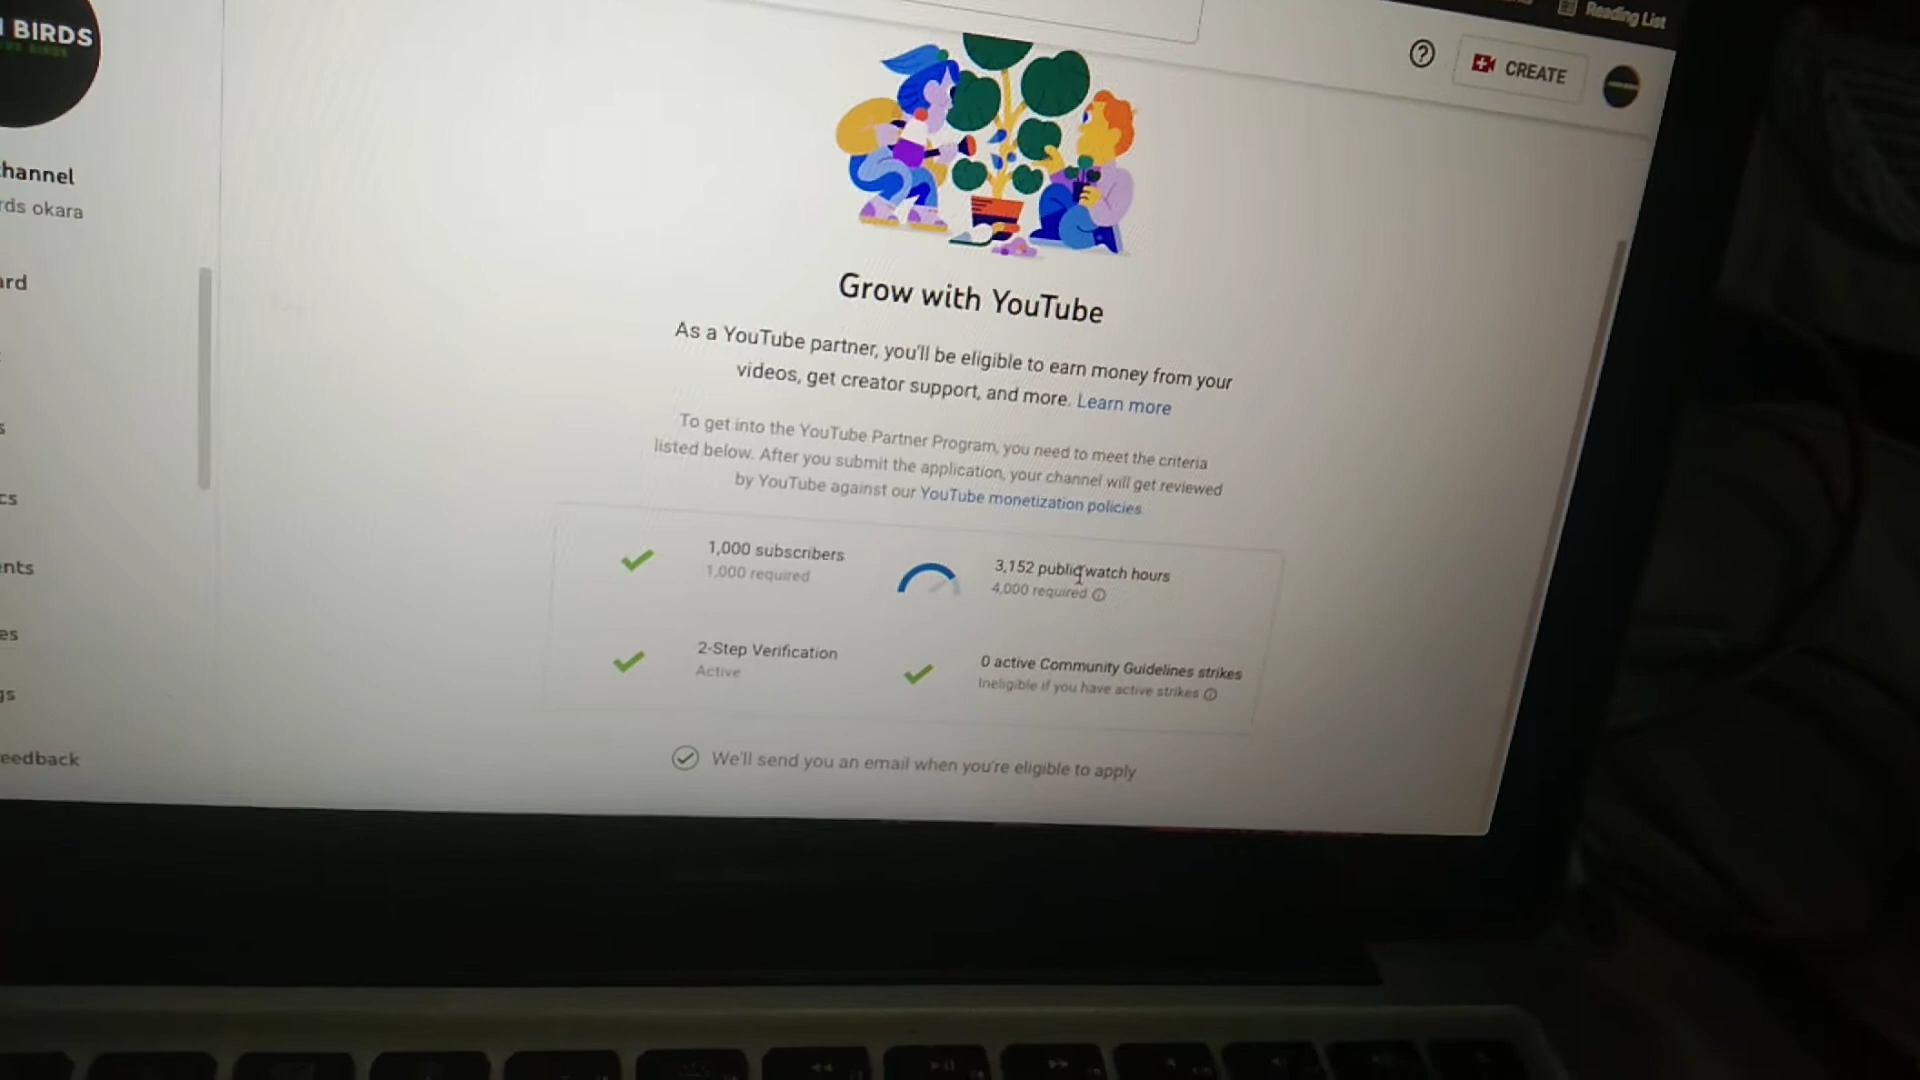 Reading List
BIRDS
CREATE
hannel
rds okara
ard
cs
ents
es
gs
eedback
Grow with YouTube
As a YouTube partner, you'll be eligible to earn money from your
videos, get creator support, and more. Learn more
To get into the YouTube Partner Program, you need to meet the criteria
listed below. After you submit the application, your channel will get reviewed
by YouTube against our YouTube monetization policies
1,000 subscribers
1,000 required
3,152 public watch hours
4,000 required
2-Step Verification
Active
0 active Community Guidelines strikes
Ineligible if you have active strikes
We'll send you an email when you're eligible to apply